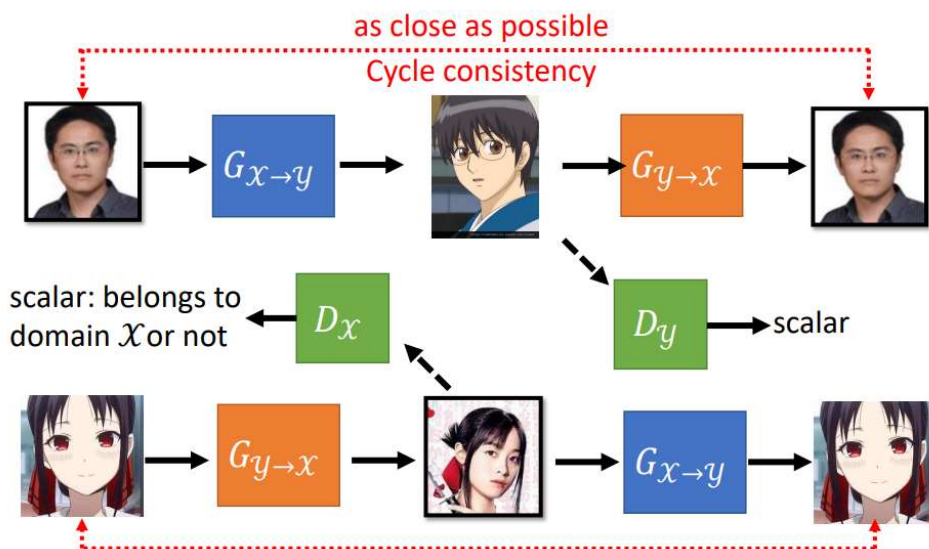 as close as possible
Cycle consistency
G𝒳→𝒴
G𝒴→𝒳
scalar: belongs to
domain 𝒳 or not
D𝒳
D𝒴
scalar
G𝒴→𝒳
G𝒳→𝒴